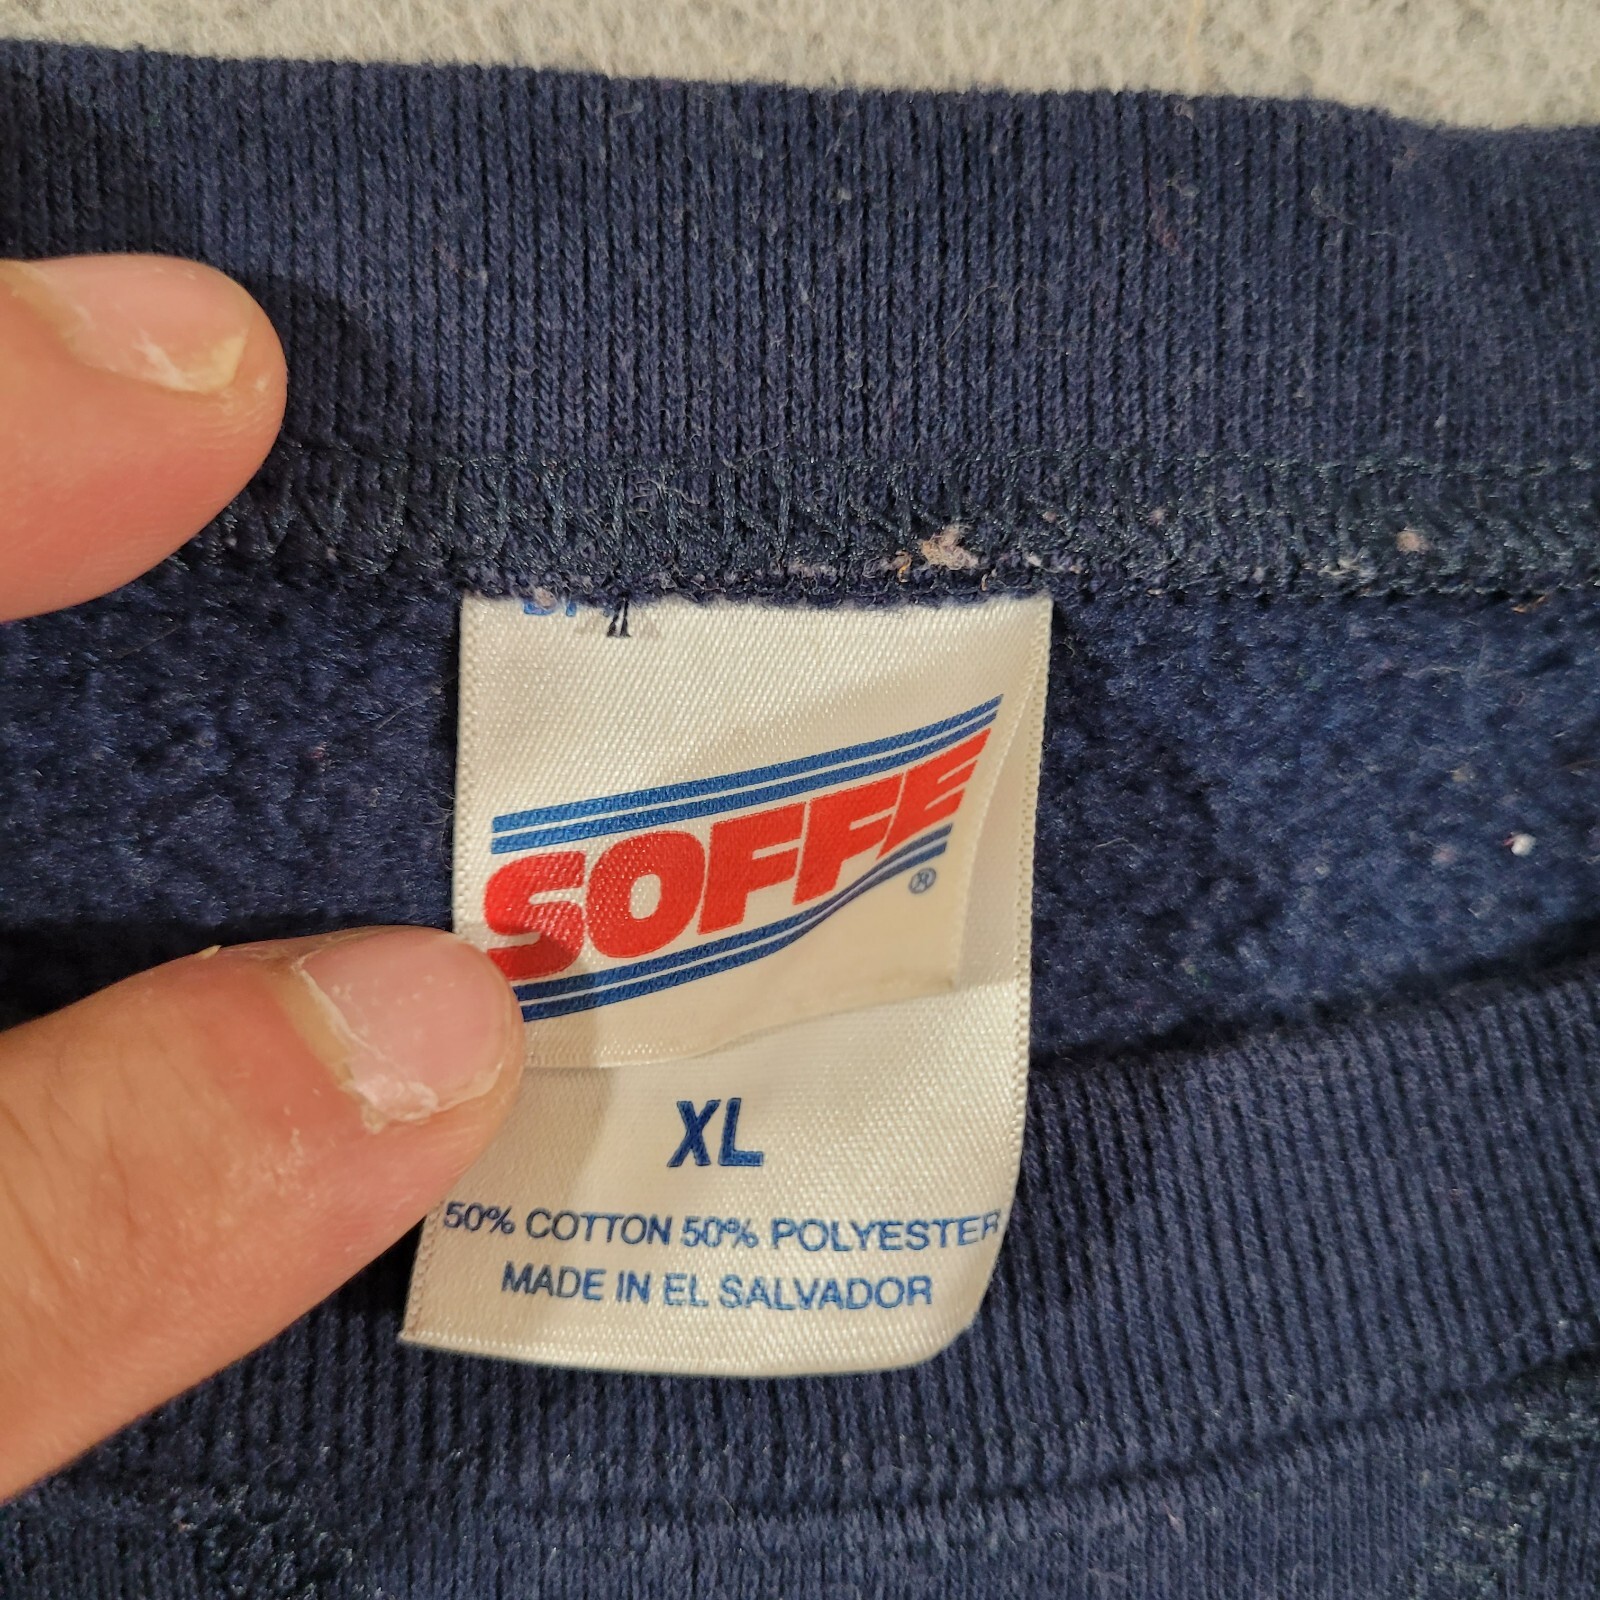 SOFFE®
XL
50% COTTON 50% POLYESTER
MADE IN EL SALVADOR